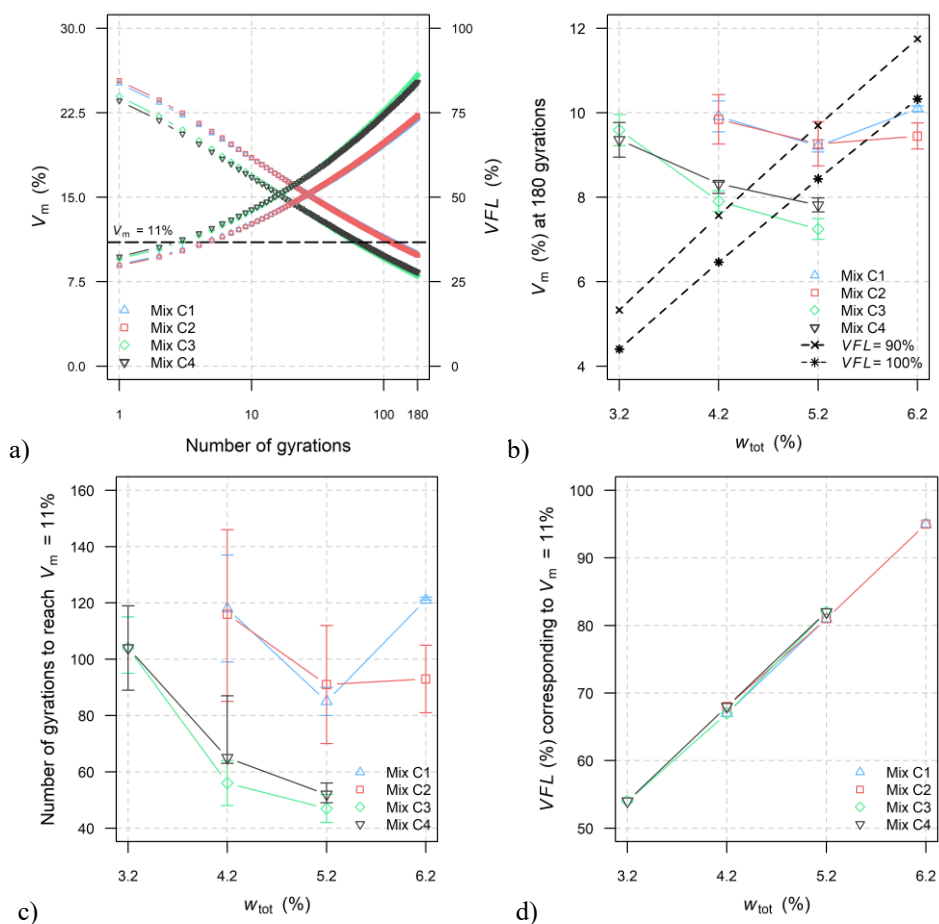 30.0
22.5
15.0
7.5
0.0
Vm (%)
100
75
50
25
0
VFL (%)
Vm = 11%
Mix C1
Mix C2
Mix C3
Mix C4
1
10
100
180
Number of gyrations
a)
12
10
8
6
4
Vm (%) at 180 gyrations
Mix C1
Mix C2
Mix C3
Mix C4
VFL = 90%
VFL = 100%
3.2
4.2
5.2
6.2
wtot (%)
b)
160
140
120
100
80
60
40
Number of gyrations to reach Vm = 11%
Mix C1
Mix C2
Mix C3
Mix C4
3.2
4.2
5.2
6.2
wtot (%)
c)
100
90
80
70
60
50
VFL (%) corresponding to Vm = 11%
Mix C1
Mix C2
Mix C3
Mix C4
3.2
4.2
5.2
6.2
wtot (%)
d)